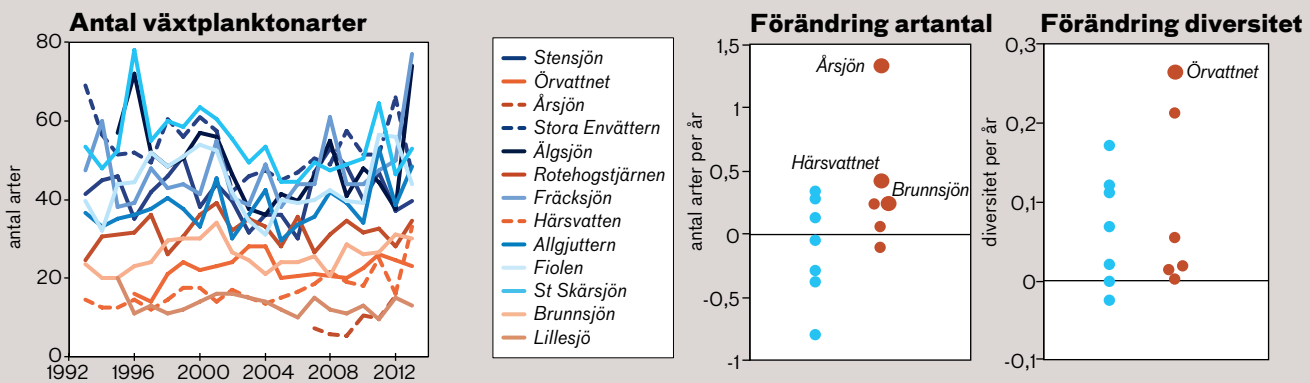 Antal växtplanktonarter
80
60
40
20
0
antal arter
1992 1996 2000 2004 2008 2012
Stensjön
Örvattnet
Årsjön
Stora Envättern
Älgsjön
Rotehogstjärnen
Fräcksjön
Härsvatten
Allgjuttern
Fiolen
St Skärsjön
Brunnsjön
Lillesjö
Förändring artantal
1,5
1
0,5
0
-0,5
-1
antal arter per år
Årsjön
Härsvattnet
Brunnsjön
Förändring diversitet
0,3
0,2
0,1
0
-0,1
diversitet per år
Örvattnet